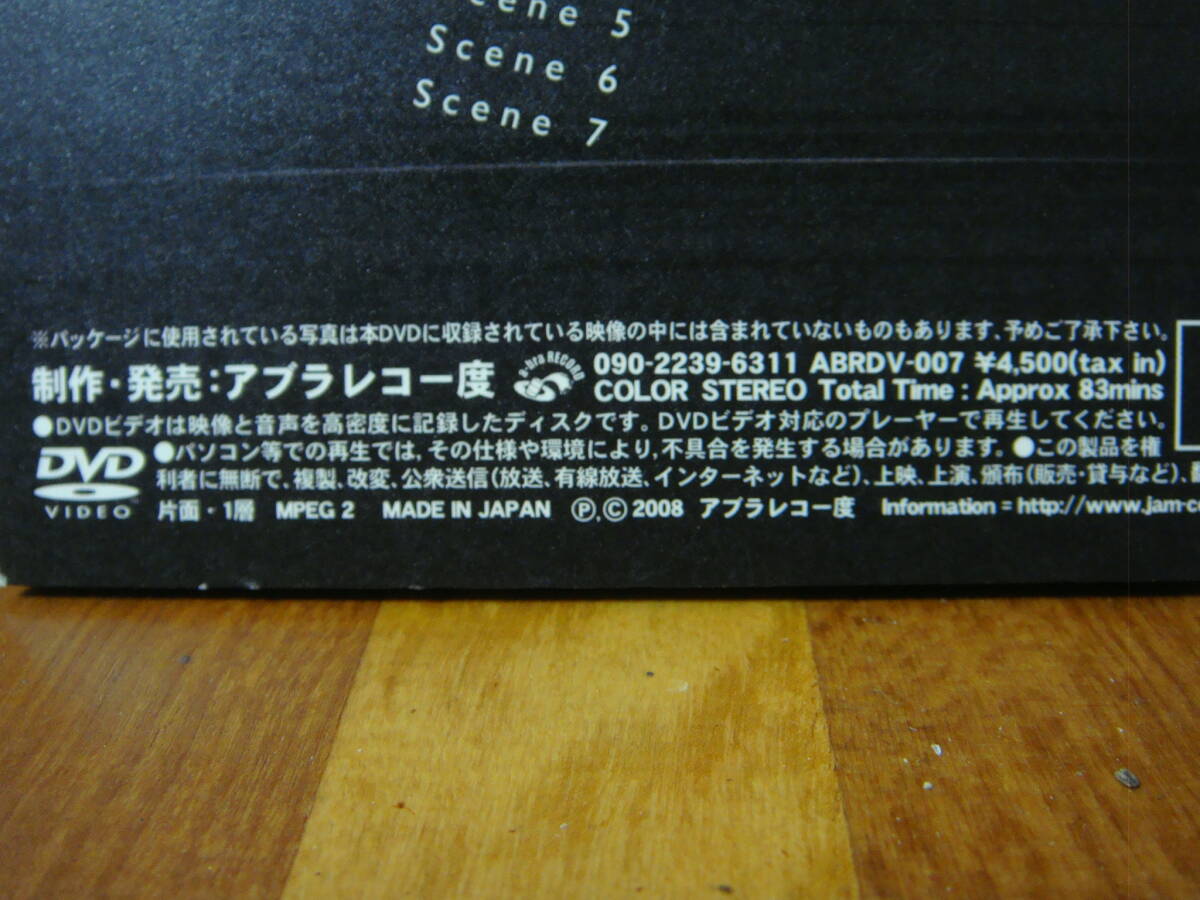 Scene 5
Scene 6
Scene 7
※パッケージに使用されている写真は本DVDに収録されている映像の中には含まれていないものもあります、予めご了承下さい。
制作・発売：アブラレコー度 a-bra RECORD 090-2239-6311 ABRDV-007 ¥4,500(tax in)
COLOR STEREO Total Time : Approx 83mins
●DVDビデオは映像と音声を高密度に記録したディスクです。DVDビデオ対応のプレーヤーで再生してください。
DVD VIDEO
●パソコン等での再生では、その仕様や環境により、不具合を発生する場合があります。●この製品を権
利者に無断で、複製、改変、公衆送信（放送、有線放送、インターネットなど）、上映、上演、頒布（販売・貸与など）、
片面・1層 MPEG 2 MADE IN JAPAN Ⓟ,Ⓒ 2008 アブラレコー度 Information = http://www.jam-c